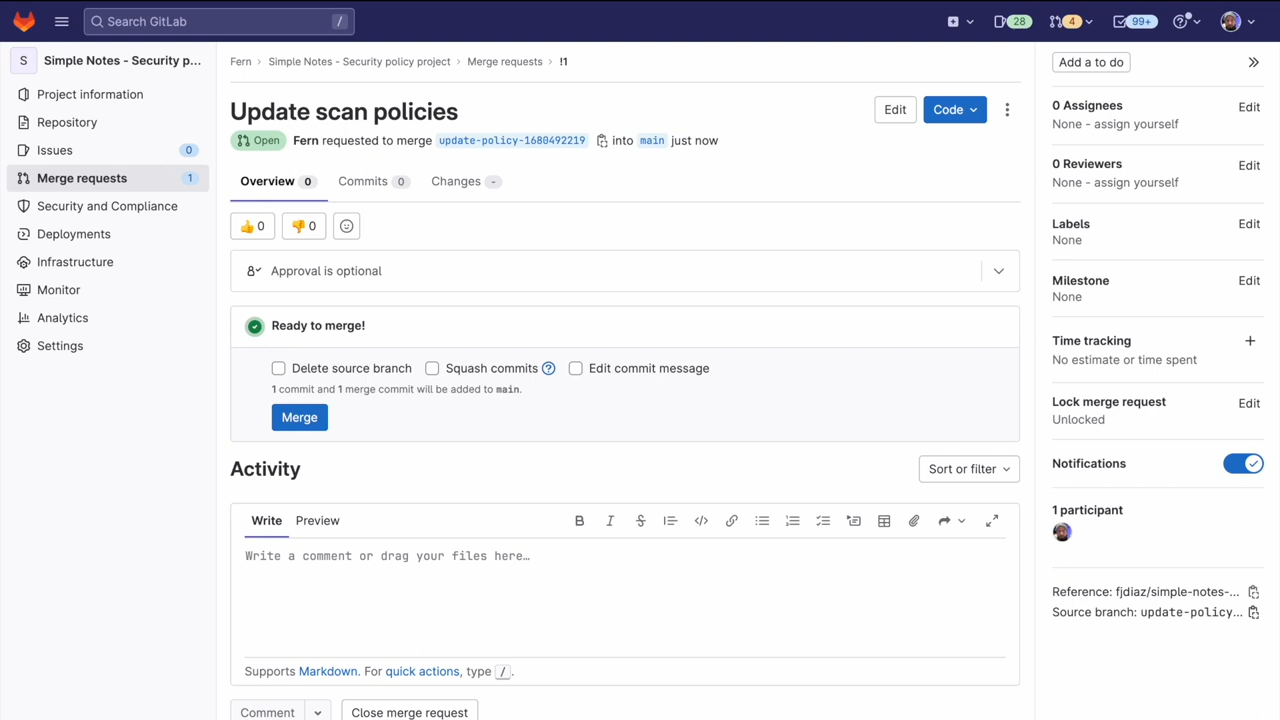 Search GitLab /
28
4
99+
S Simple Notes - Security p...
Project information
Repository
Issues 0
Merge requests 1
Security and Compliance
Deployments
Infrastructure
Monitor
Analytics
Settings
Fern › Simple Notes - Security policy project › Merge requests › !1
Update scan policies
Edit Code
Open Fern requested to merge update-policy-1680492219 into main just now
Overview 0 Commits 0 Changes -
👍 0 👎 0
Approval is optional
Ready to merge!
Delete source branch Squash commits ? Edit commit message
1 commit and 1 merge commit will be added to main.
Merge
Activity
Sort or filter
Write Preview
B I S
Write a comment or drag your files here…
Supports Markdown. For quick actions, type /.
Comment Close merge request
Add a to do
0 Assignees Edit
None - assign yourself
0 Reviewers Edit
None - assign yourself
Labels Edit
None
Milestone Edit
None
Time tracking +
No estimate or time spent
Lock merge request Edit
Unlocked
Notifications
1 participant
Reference: fjdiaz/simple-notes-...
Source branch: update-policy...